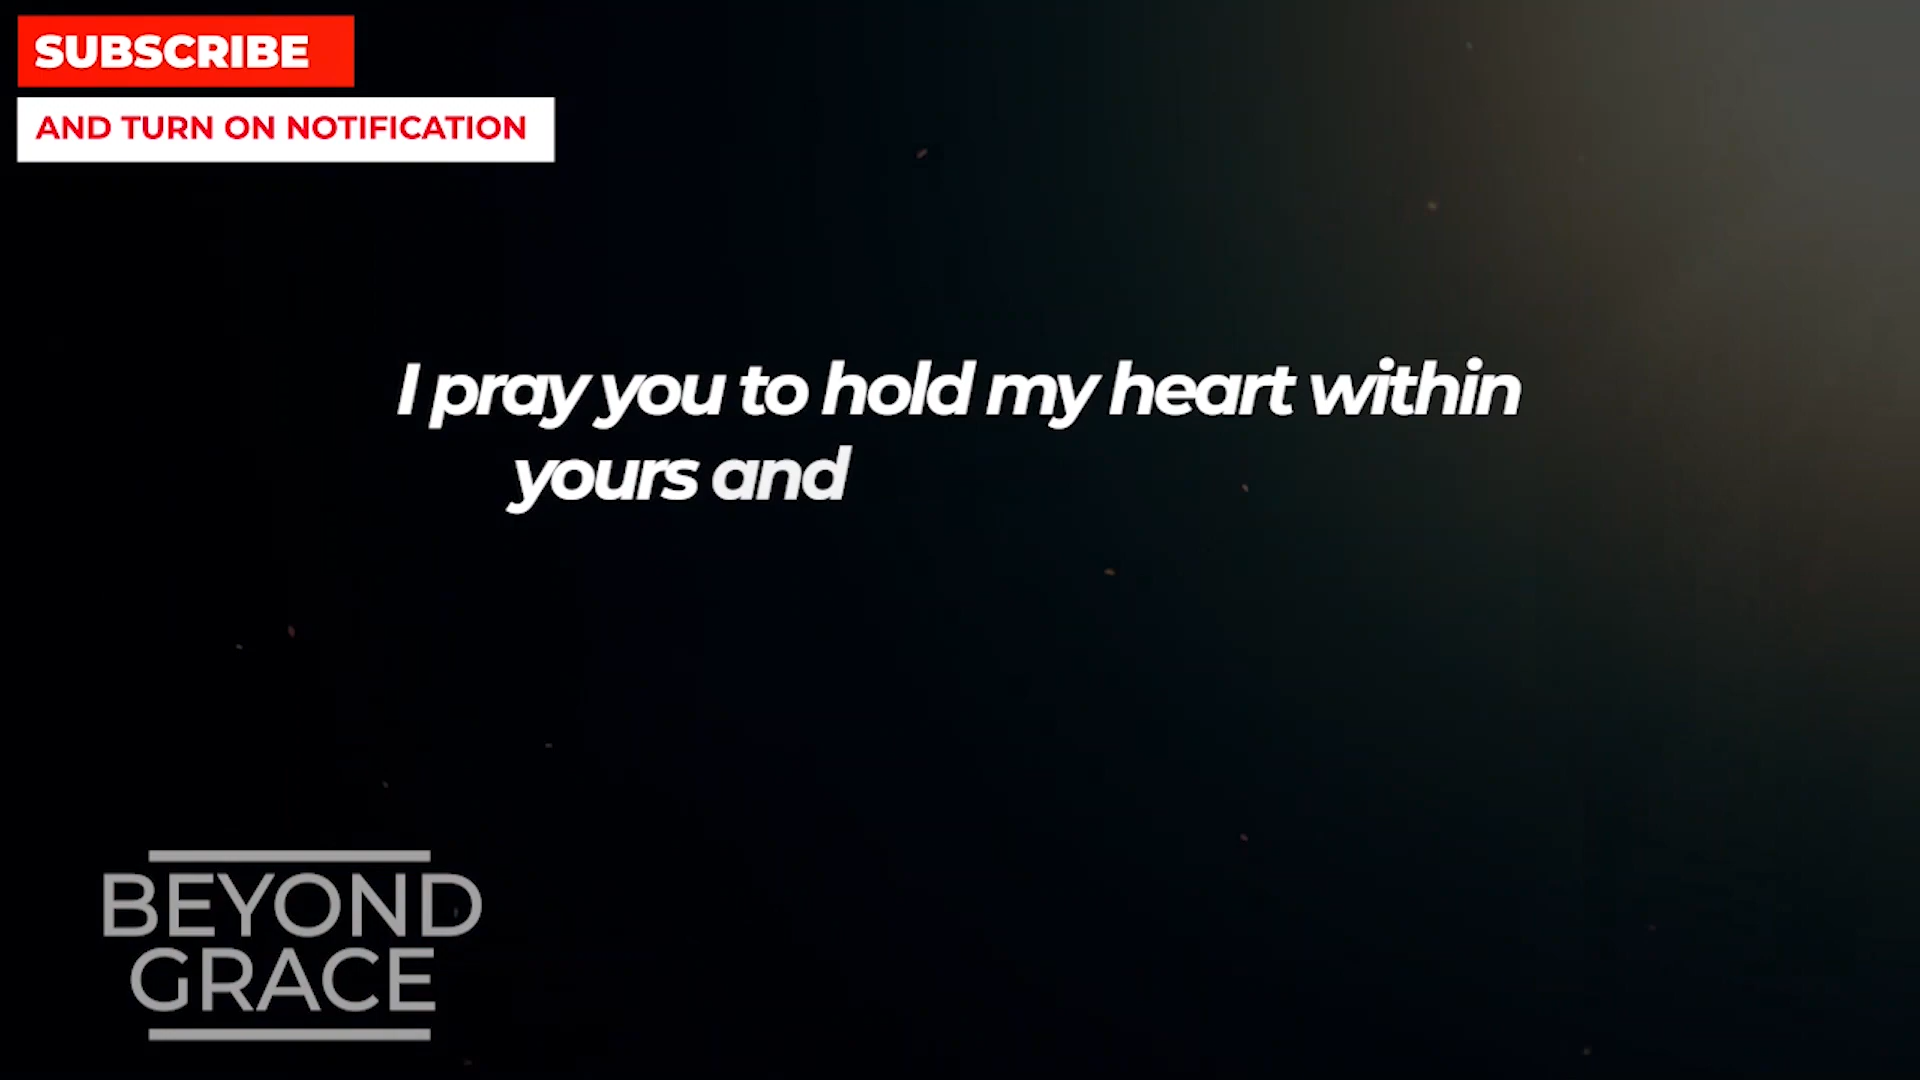 SUBSCRIBE
AND TURN ON NOTIFICATION
I pray you to hold my heart within
yours and
BEYOND
GRACE